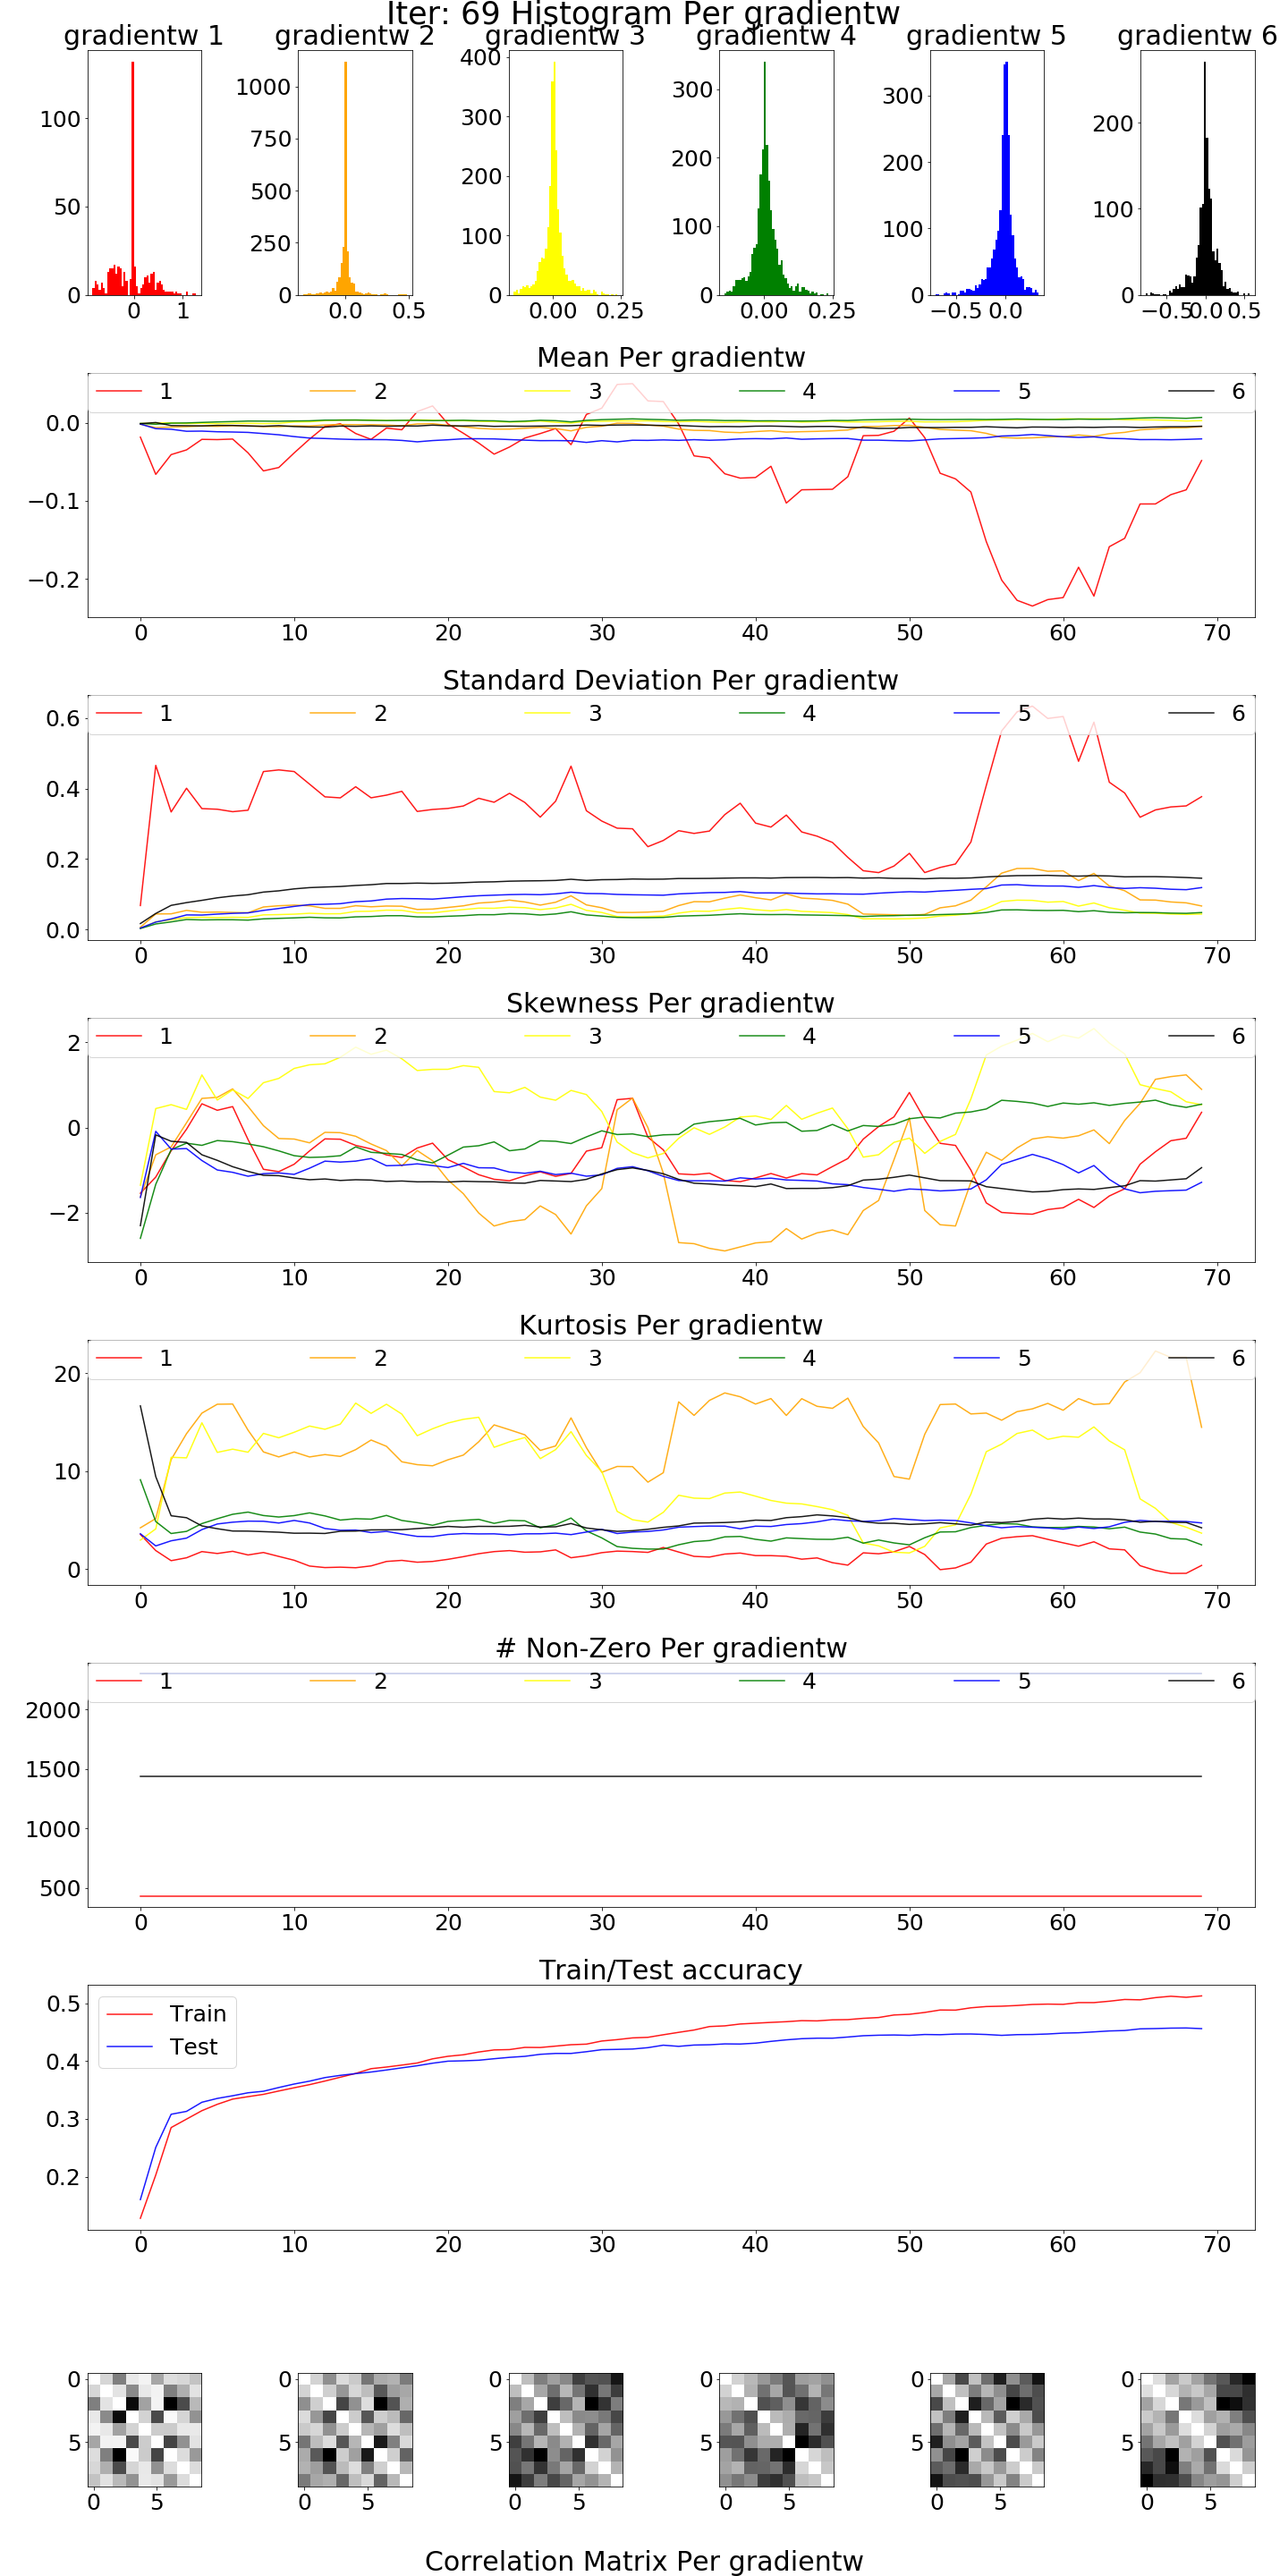 Iter: 69 Histogram Per gradientw
gradientw 1 gradientw 2 gradientw 3 gradientw 4 gradientw 5 gradientw 6
100
50
0
0 1
1000
750
500
250
0
0.0 0.5
400
300
200
100
0
0.00 0.25
300
200
100
0
0.00 0.25
300
200
100
0
−0.5 0.0
200
100
0
−0.5 0.0 0.5
Mean Per gradientw
1 2 3 4 5 6
0.0
−0.1
−0.2
0 10 20 30 40 50 60 70
Standard Deviation Per gradientw
1 2 3 4 5 6
0.6
0.4
0.2
0.0
0 10 20 30 40 50 60 70
Skewness Per gradientw
1 2 3 4 5 6
2
0
−2
0 10 20 30 40 50 60 70
Kurtosis Per gradientw
1 2 3 4 5 6
20
10
0
0 10 20 30 40 50 60 70
# Non-Zero Per gradientw
1 2 3 4 5 6
2000
1500
1000
500
0 10 20 30 40 50 60 70
Train/Test accuracy
Train
Test
0.5
0.4
0.3
0.2
0 10 20 30 40 50 60 70
0 0 0 0 0 0
5 5 5 5 5 5
0 5 0 5 0 5 0 5 0 5 0 5
Correlation Matrix Per gradientw